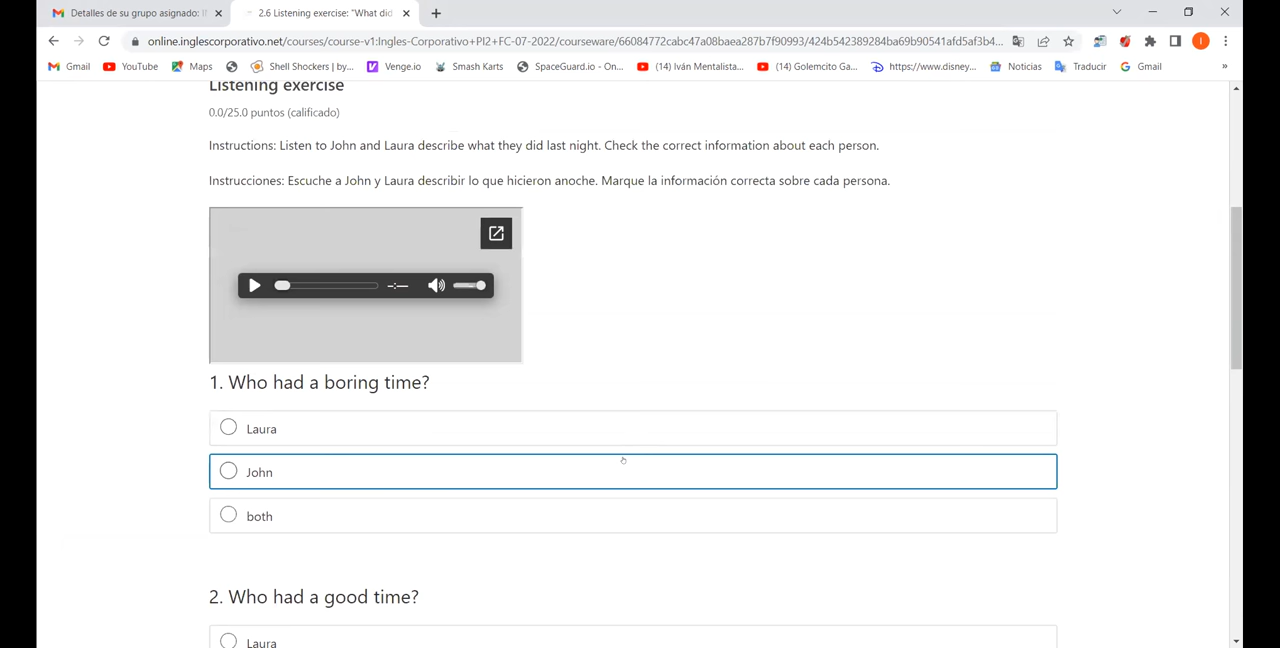 Detalles de su grupo asignado: I
2.6 Listening exercise: "What did
online.inglescorporativo.net/courses/course-v1:Ingles-Corporativo+PI2+FC-07-2022/courseware/66084772cabc47a08baea287b7f90993/424b542389284ba69b90541afd5af3b4...
Gmail YouTube Maps Shell Shockers | by... Venge.io Smash Karts SpaceGuard.io - On... (14) Iván Mentalista... (14) Golemcito Ga... https://www.disney... Noticias Traducir Gmail »
Listening exercise
0.0/25.0 puntos (calificado)
Instructions: Listen to John and Laura describe what they did last night. Check the correct information about each person.
Instrucciones: Escuche a John y Laura describir lo que hicieron anoche. Marque la información correcta sobre cada persona.
-:—
1. Who had a boring time?
Laura
John
both
2. Who had a good time?
Laura